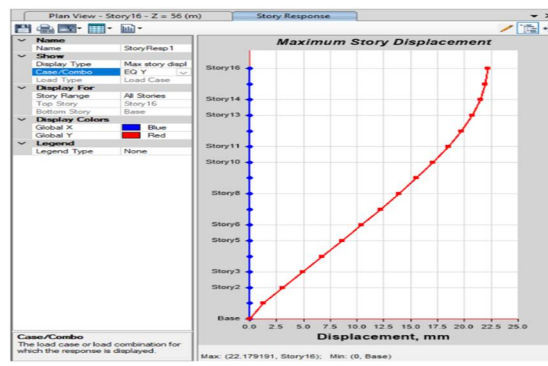 Plan View - Story16 - Z = 56 (m)
Story Response
Name
Name StoryResp1
Show
Display Type Max story displ
Case/Combo EQ Y
Load Type Load Case
Display For
Story Range All Stories
Top Story Story16
Bottom Story Base
Display Colors
Global X Blue
Global Y Red
Legend
Legend Type None
Case/Combo
The load case or load combination for
which the response is displayed.
Maximum Story Displacement
Story16
Story14
Story13
Story11
Story10
Story8
Story6
Story5
Story3
Story2
Base
0.0 2.5 5.0 7.5 10.0 12.5 15.0 17.5 20.0 22.5 25.0
Displacement, mm
Max: (22.179191, Story16); Min: (0, Base)